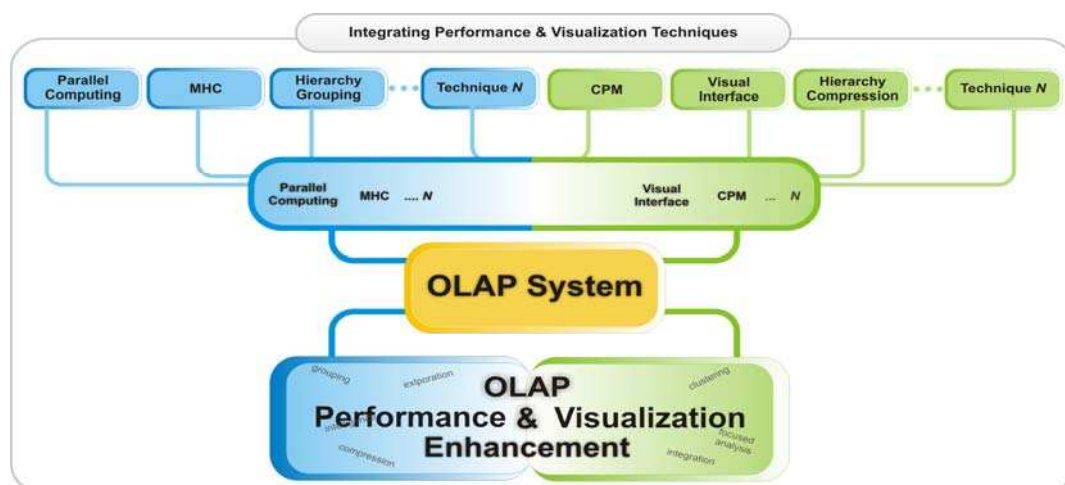 Integrating Performance & Visualization Techniques
Parallel
Computing
MHC
Hierarchy
Grouping
Technique N
CPM
Visual
Interface
Hierarchy
Compression
Technique N
Parallel
Computing
MHC .... N
Visual
Interface
CPM ... N
OLAP System
grouping
exlporation
clustering
OLAP
Performance & Visualization
Enhancement
focused
analysis
compression
integration